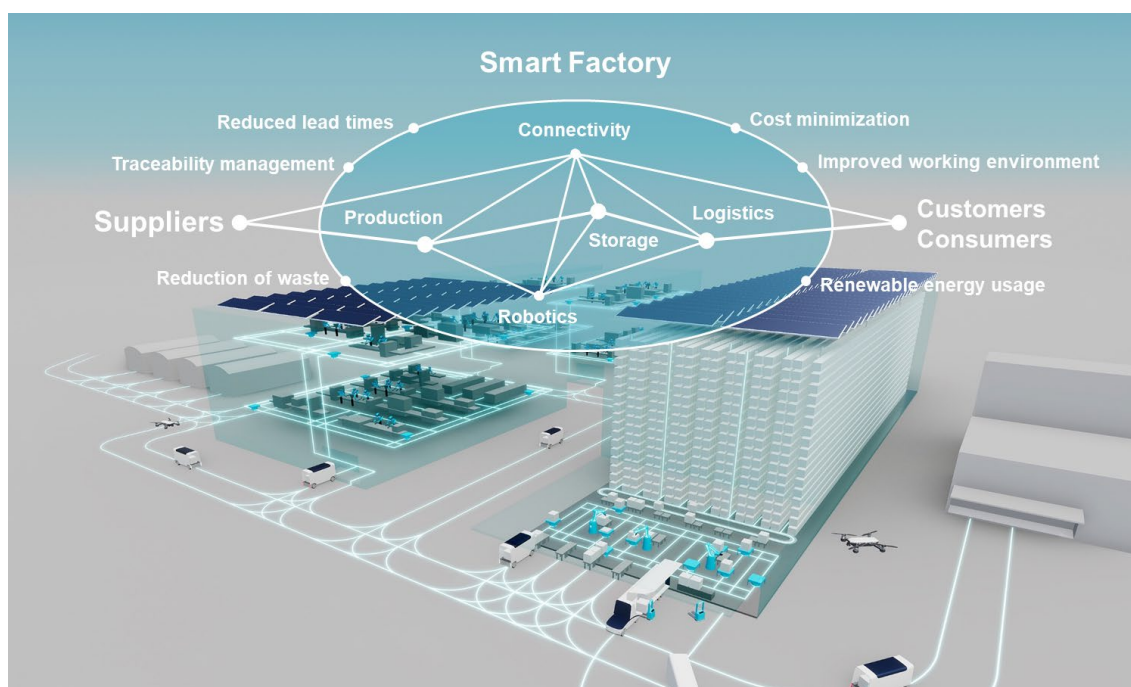 Smart Factory
Reduced lead times
Connectivity
Cost minimization
Traceability management
Improved working environment
Suppliers
Production
Storage
Logistics
Customers
Consumers
Reduction of waste
Robotics
Renewable energy usage